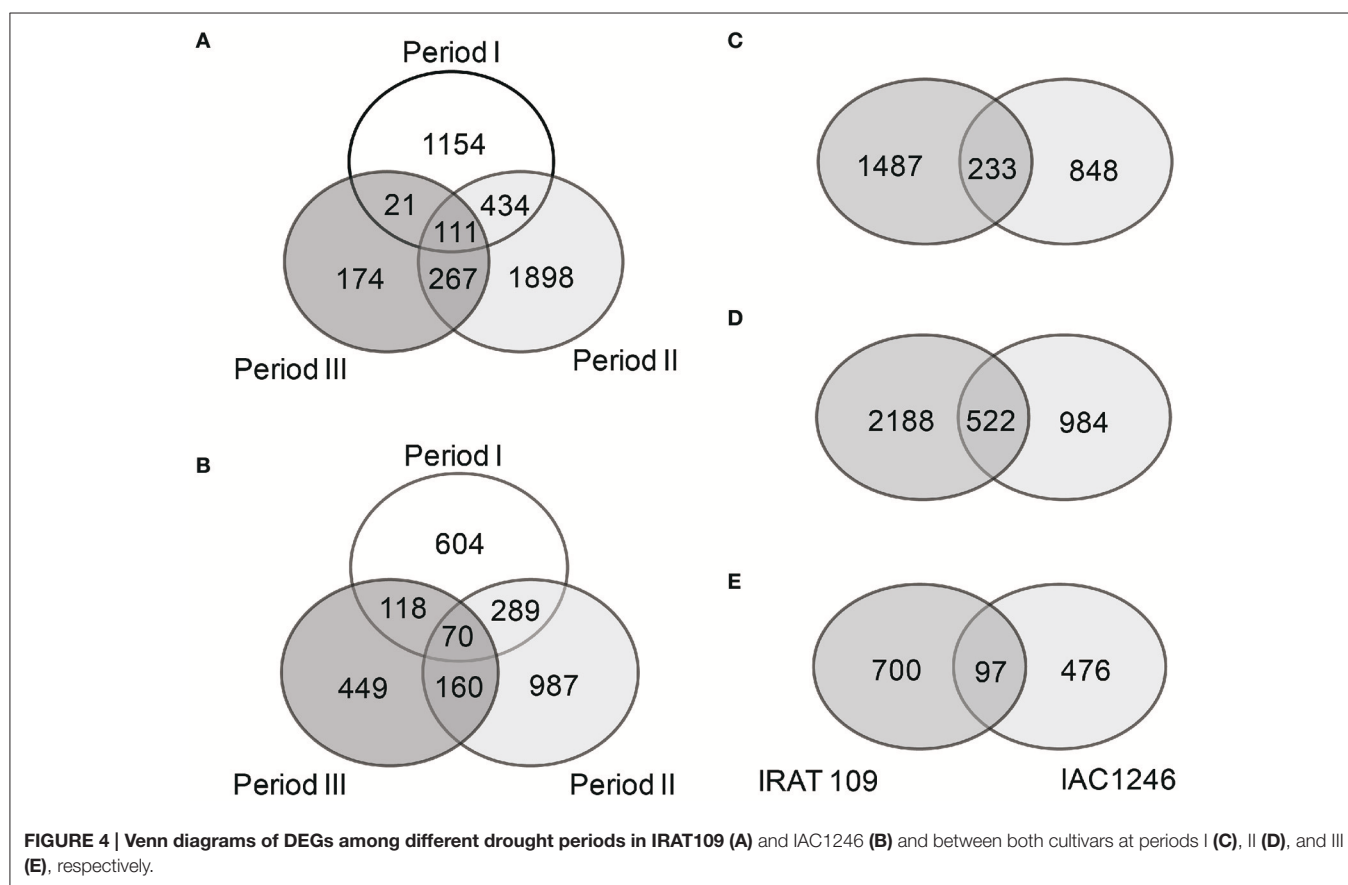 A
Period I
1154
21
434
111
174
267
1898
Period III
Period II
B
Period I
604
118
289
70
449
160
987
Period III
Period II
C
1487
233
848
D
2188
522
984
E
700
97
476
IRAT 109
IAC1246
FIGURE 4 | Venn diagrams of DEGs among different drought periods in IRAT109 (A) and IAC1246 (B) and between both cultivars at periods I (C), II (D), and III
(E), respectively.